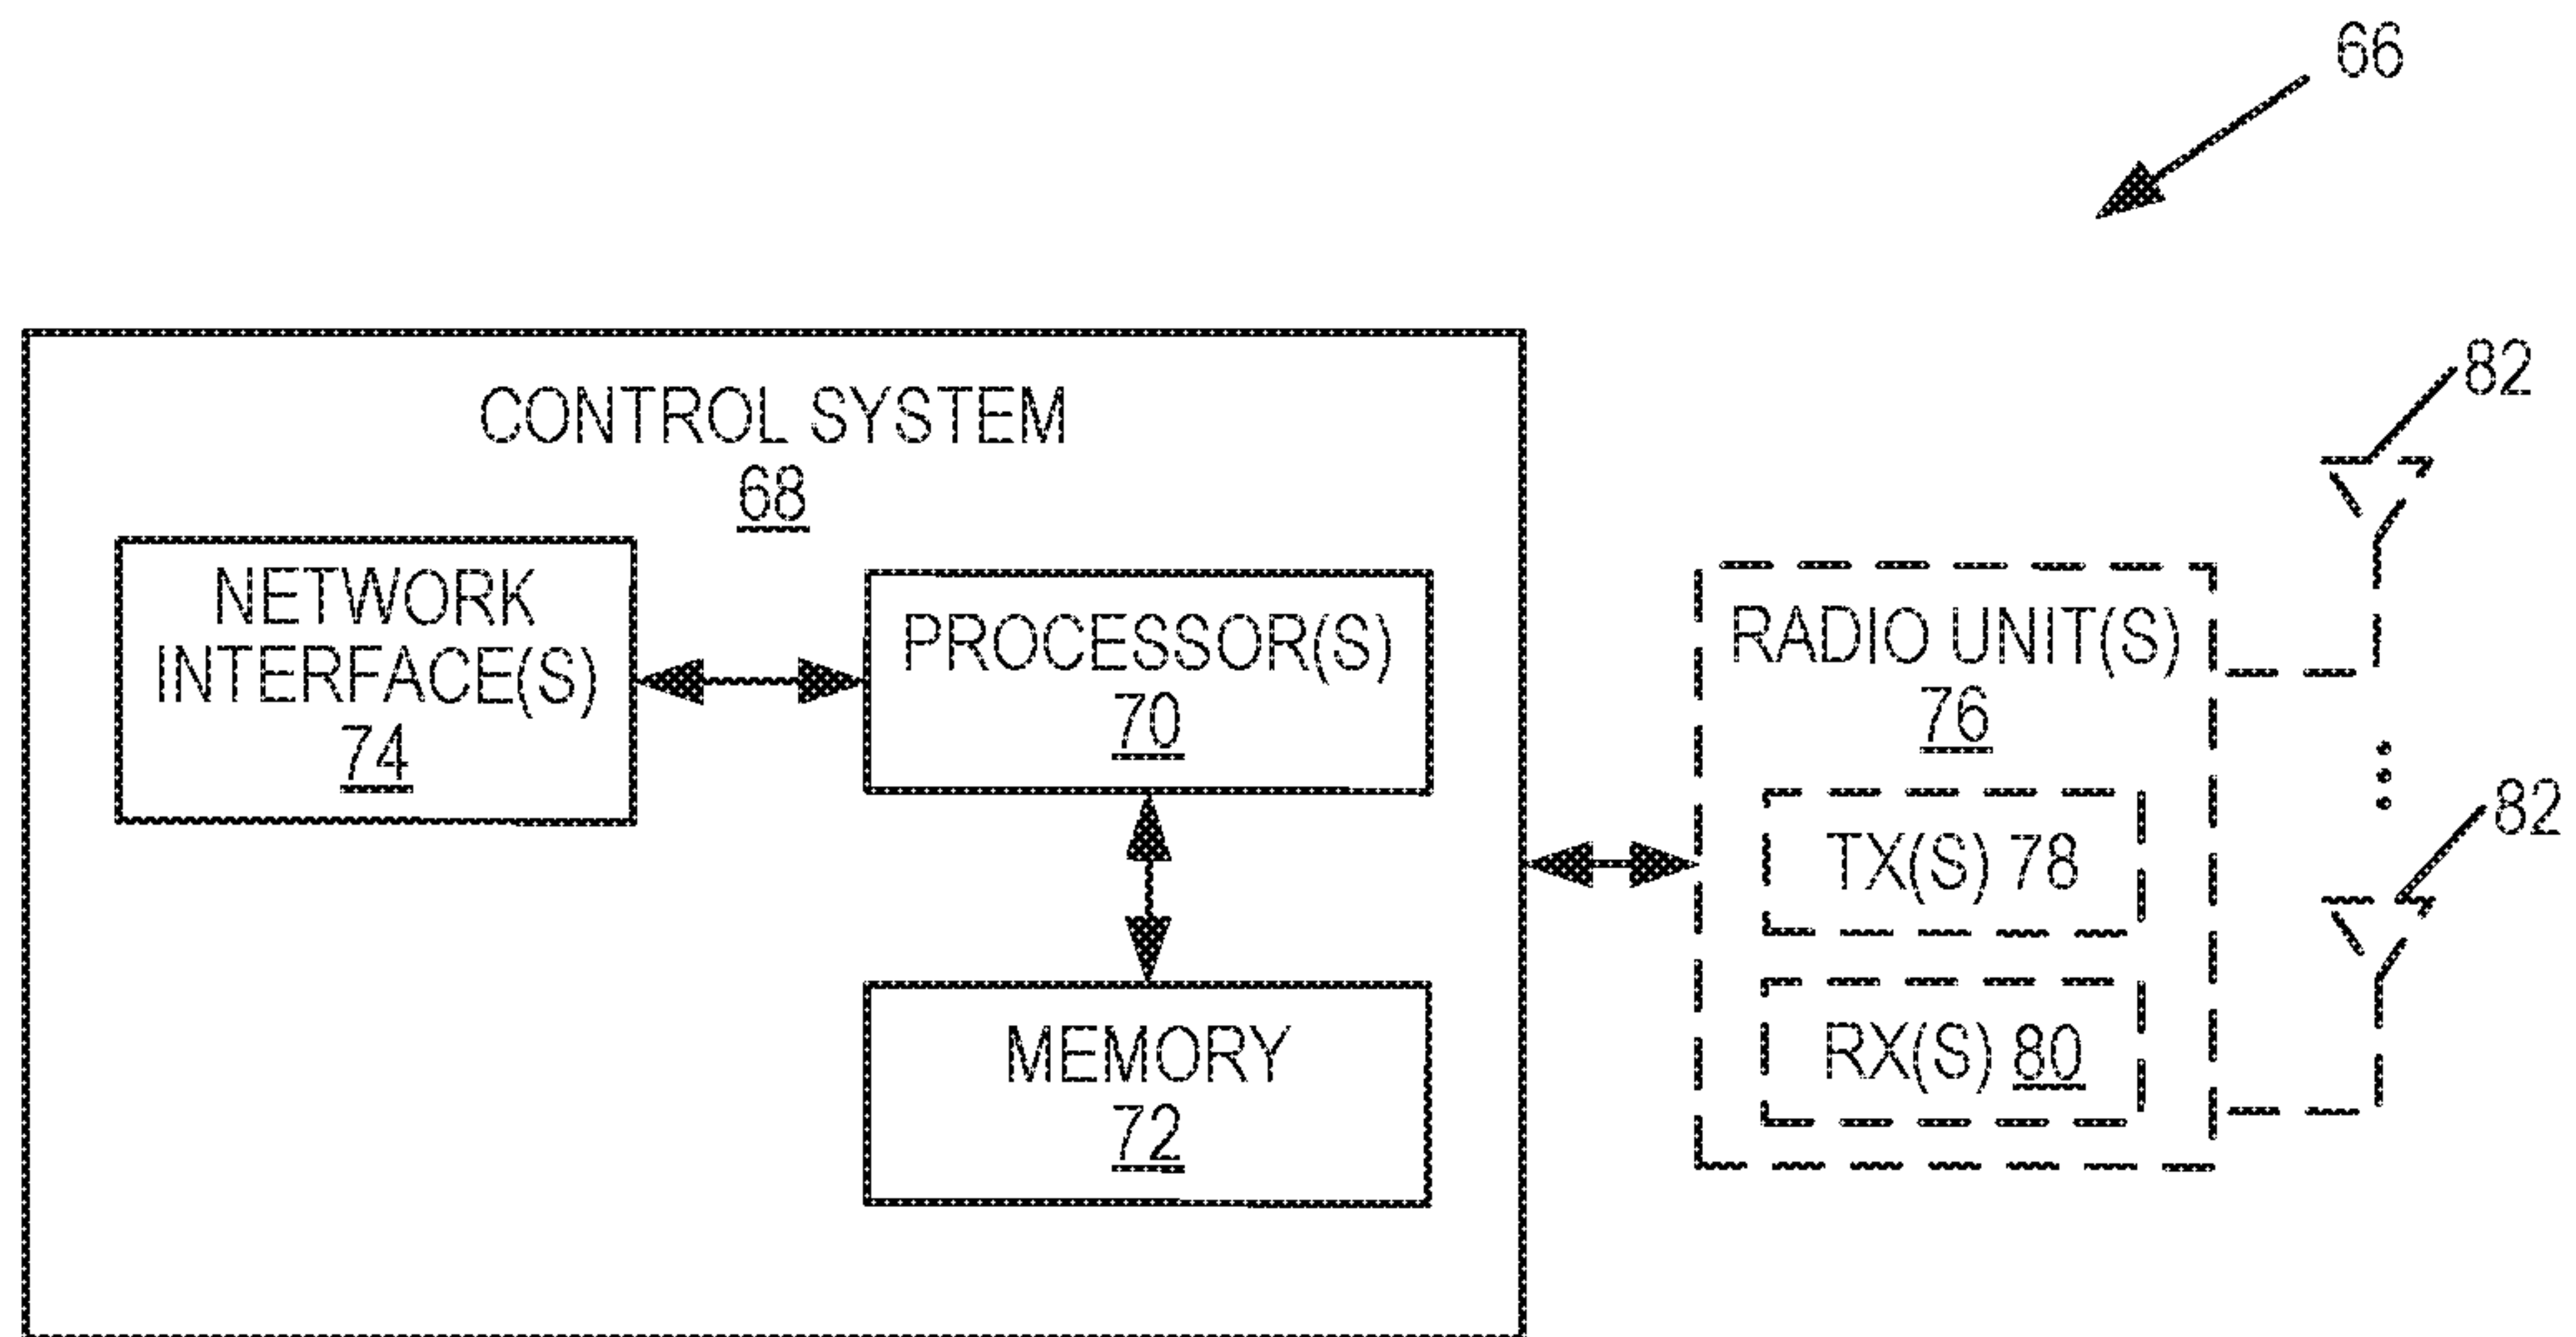 66
CONTROL SYSTEM
68
NETWORK
INTERFACE(S)
74
PROCESSOR(S)
70
MEMORY
72
RADIO UNIT(S)
76
TX(S) 78
RX(S) 80
82
82